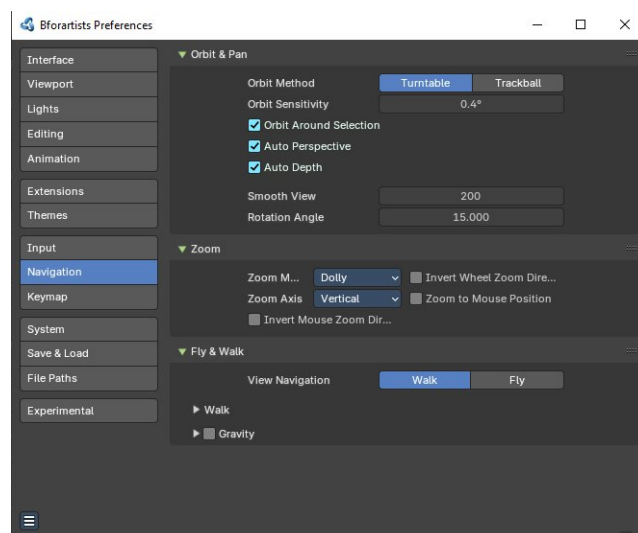 Bforartists Preferences
Interface
Viewport
Lights
Editing
Animation
Extensions
Themes
Input
Navigation
Keymap
System
Save & Load
File Paths
Experimental
Orbit & Pan
Orbit Method Turntable Trackball
Orbit Sensitivity 0.4°
Orbit Around Selection
Auto Perspective
Auto Depth
Smooth View 200
Rotation Angle 15.000
Zoom
Zoom M... Dolly Invert Wheel Zoom Dire...
Zoom Axis Vertical Zoom to Mouse Position
Invert Mouse Zoom Dir...
Fly & Walk
View Navigation Walk Fly
Walk
Gravity